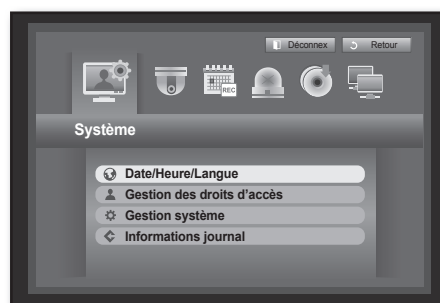 Déconnex Retour
REC
Système
Date/Heure/Langue
Gestion des droits d'accès
Gestion système
Informations journal